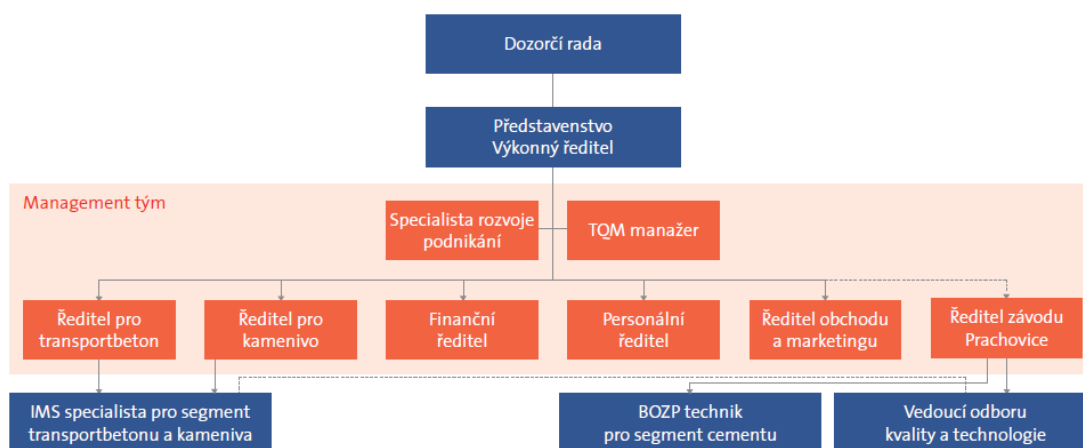 Dozorčí rada
Představenstvo
Výkonný ředitel
Management tým
Specialista rozvoje
podnikání
TQM manažer
Ředitel pro
transportbeton
Ředitel pro
kamenivo
Finanční
ředitel
Personální
ředitel
Ředitel obchodu
a marketingu
Ředitel závodu
Prachovice
IMS specialista pro segment
transportbetonu a kameniva
BOZP technik
pro segment cementu
Vedoucí odboru
kvality a technologie